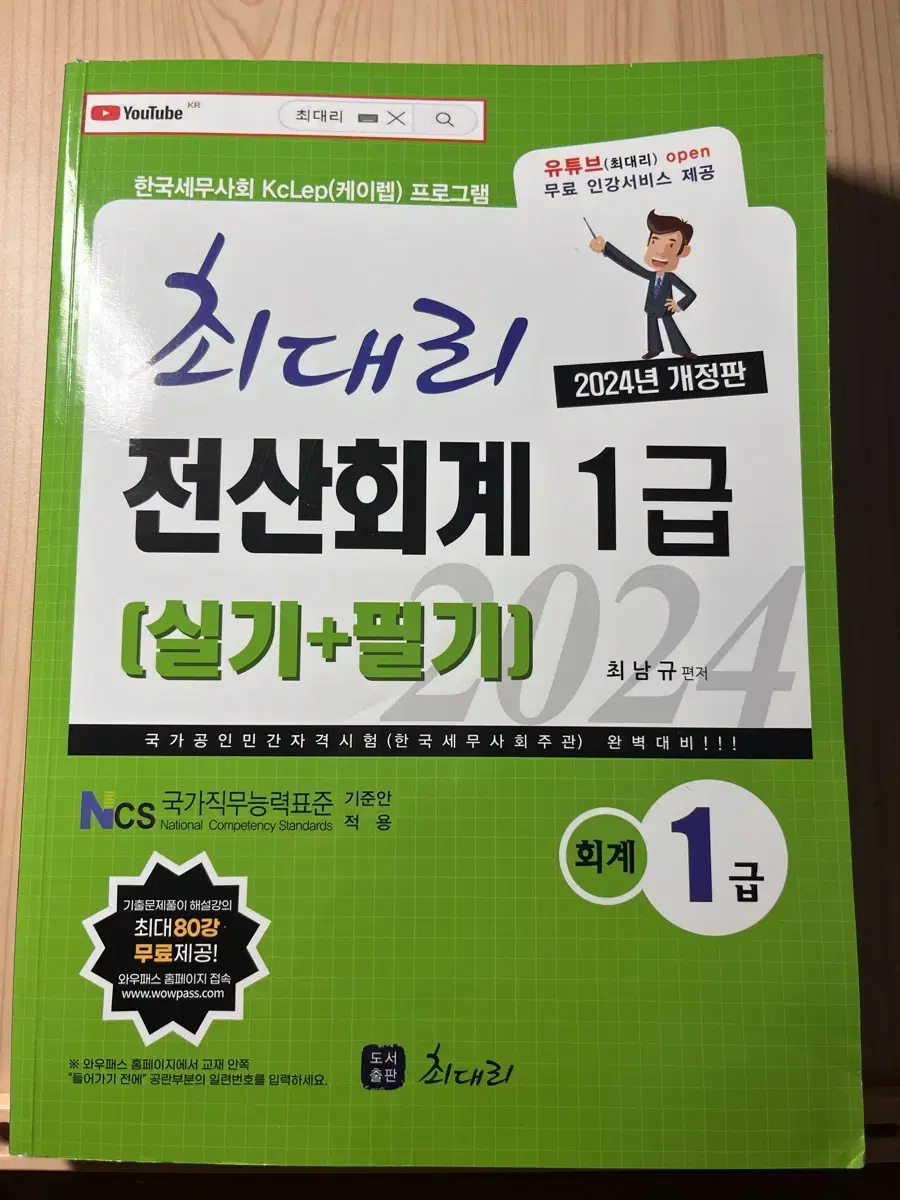 YouTube KR 최대리
유튜브(최대리) open
무료 인강서비스 제공
한국세무사회 KcLep(케이렙) 프로그램
최대리
2024년 개정판
전산회계 1급
2024
(실기+필기)
최남규 편저
국가공인민간자격시험(한국세무사회주관) 완벽대비!!!
NCS 국가직무능력표준 기준안
National Competency Standards 적 용
회계 1급
기출문제풀이 해설강의
최대80강
무료제공!
와우패스 홈페이지 접속
www.wowpass.com
※ 와우패스 홈페이지에서 교재 안쪽
"들어가기 전에" 공란부분의 일련번호를 입력하세요.
도서
출판
최대리